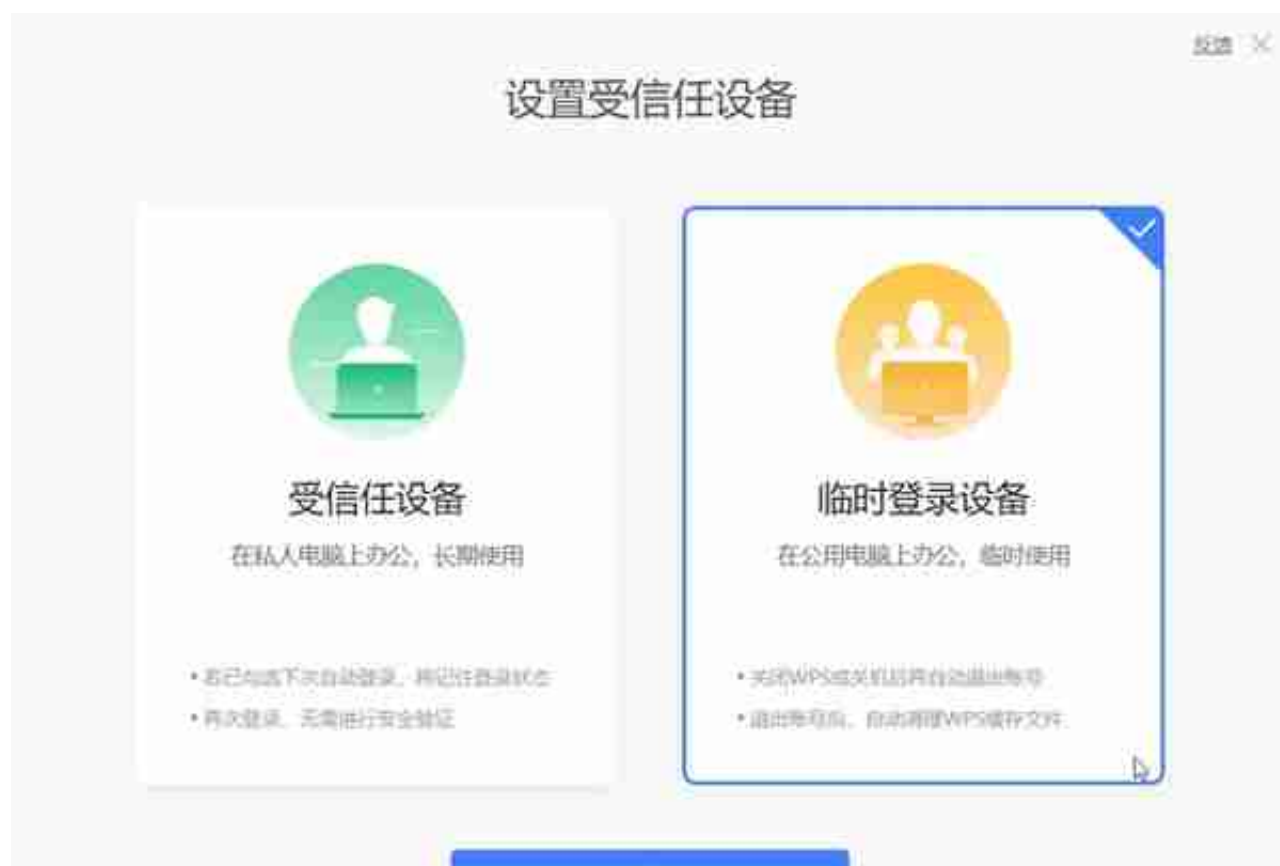 反馈
设置受信任设备
受信任设备
在私人电脑上办公，长期使用
• 若已勾选下次自动登录，将记住登录状态
• 再次登录，无需进行安全验证
临时登录设备
在公用电脑上办公，临时使用
• 关闭WPS或关机后将自动退出账号
• 退出账号后，自动清理WPS缓存文件